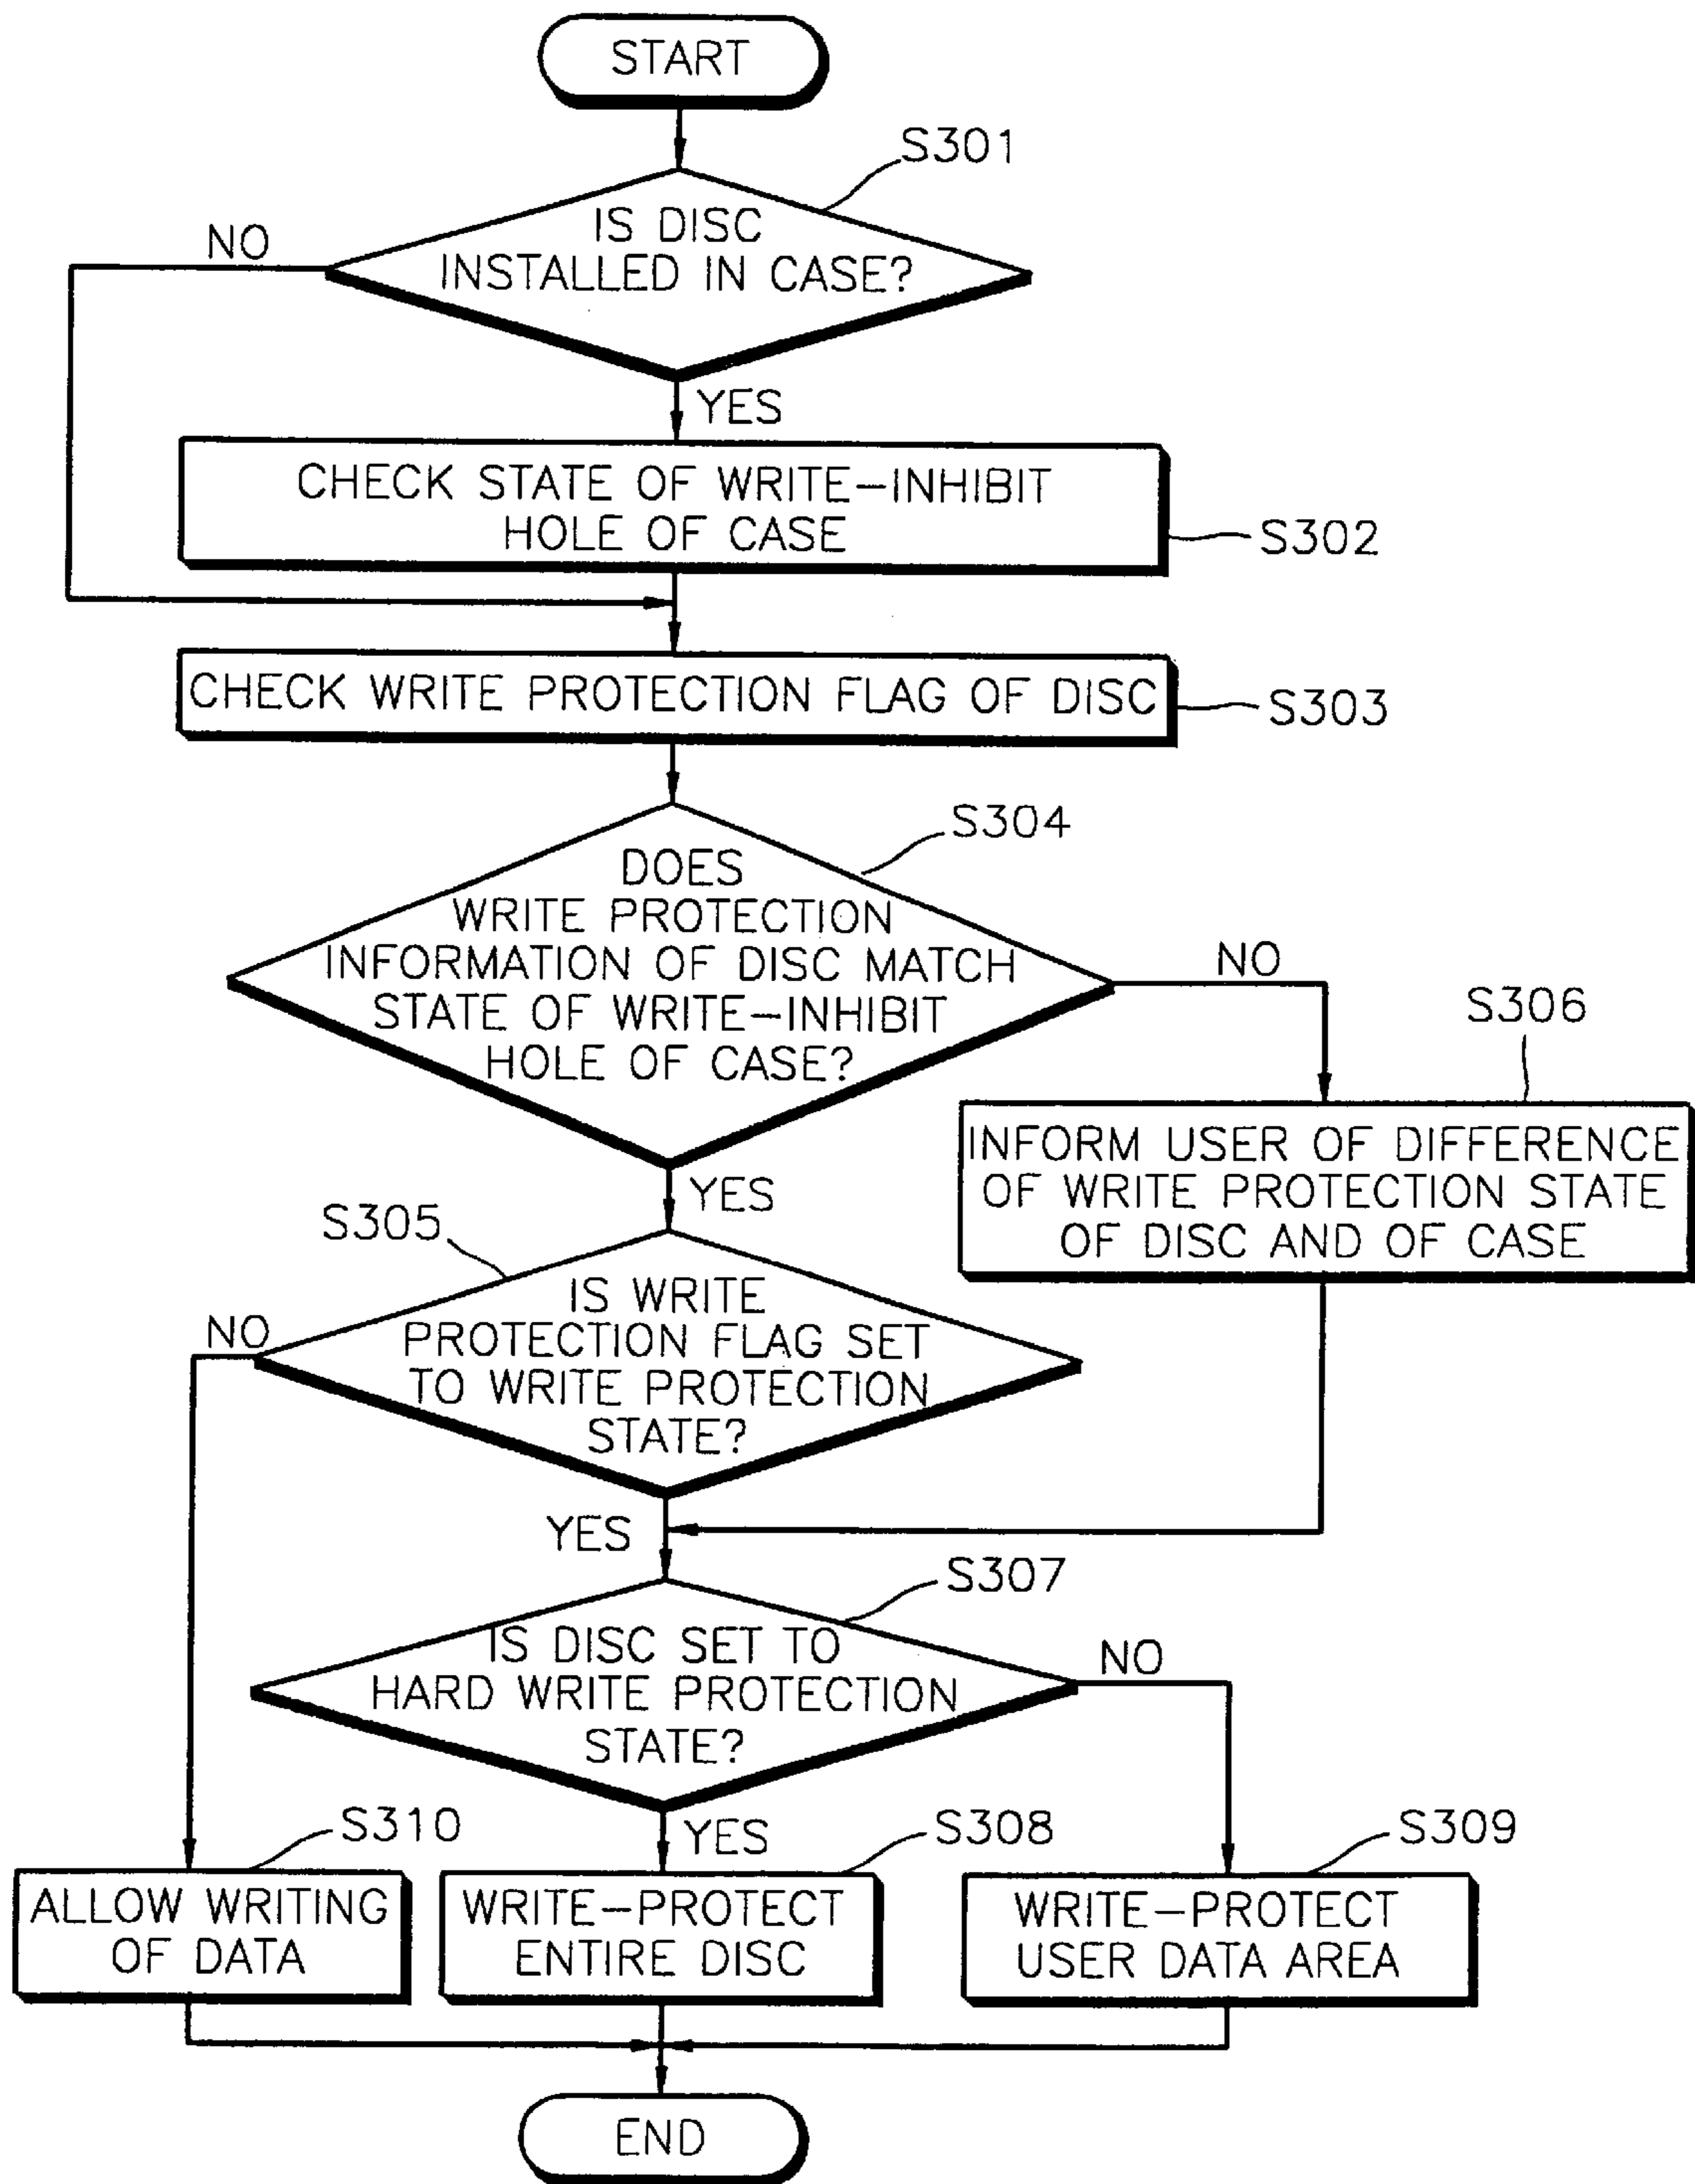 START
S301
IS DISC
INSTALLED IN CASE?
NO
YES
CHECK STATE OF WRITE-INHIBIT
HOLE OF CASE
S302
CHECK WRITE PROTECTION FLAG OF DISC
S303
S304
DOES
WRITE PROTECTION
INFORMATION OF DISC MATCH
STATE OF WRITE-INHIBIT
HOLE OF CASE?
NO
YES
S306
INFORM USER OF DIFFERENCE
OF WRITE PROTECTION STATE
OF DISC AND OF CASE
S305
IS WRITE
PROTECTION FLAG SET
TO WRITE PROTECTION
STATE?
NO
YES
S307
IS DISC SET TO
HARD WRITE PROTECTION
STATE?
NO
YES
S310
ALLOW WRITING
OF DATA
S308
WRITE-PROTECT
ENTIRE DISC
S309
WRITE-PROTECT
USER DATA AREA
END